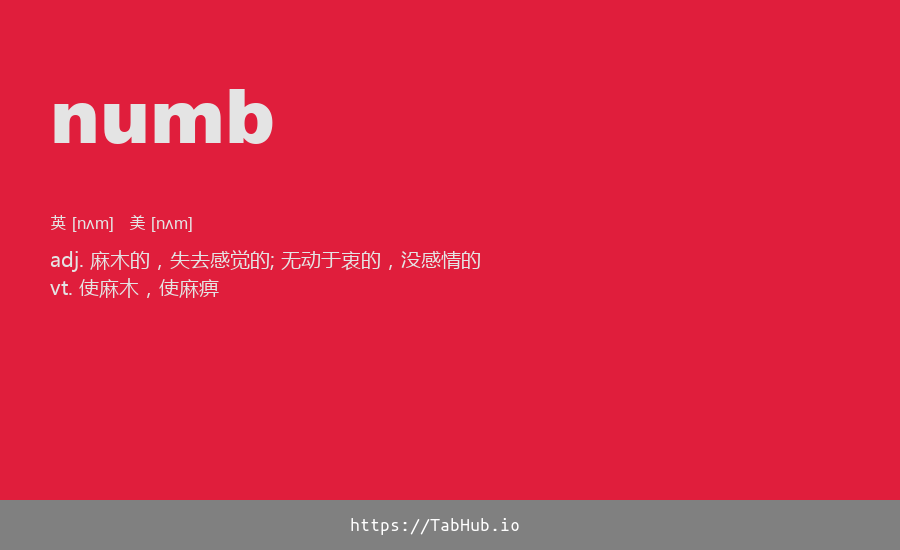 numb
英 [nʌm]   美 [nʌm]
adj. 麻木的，失去感觉的; 无动于衷的，没感情的
vt. 使麻木，使麻痹
https://TabHub.io